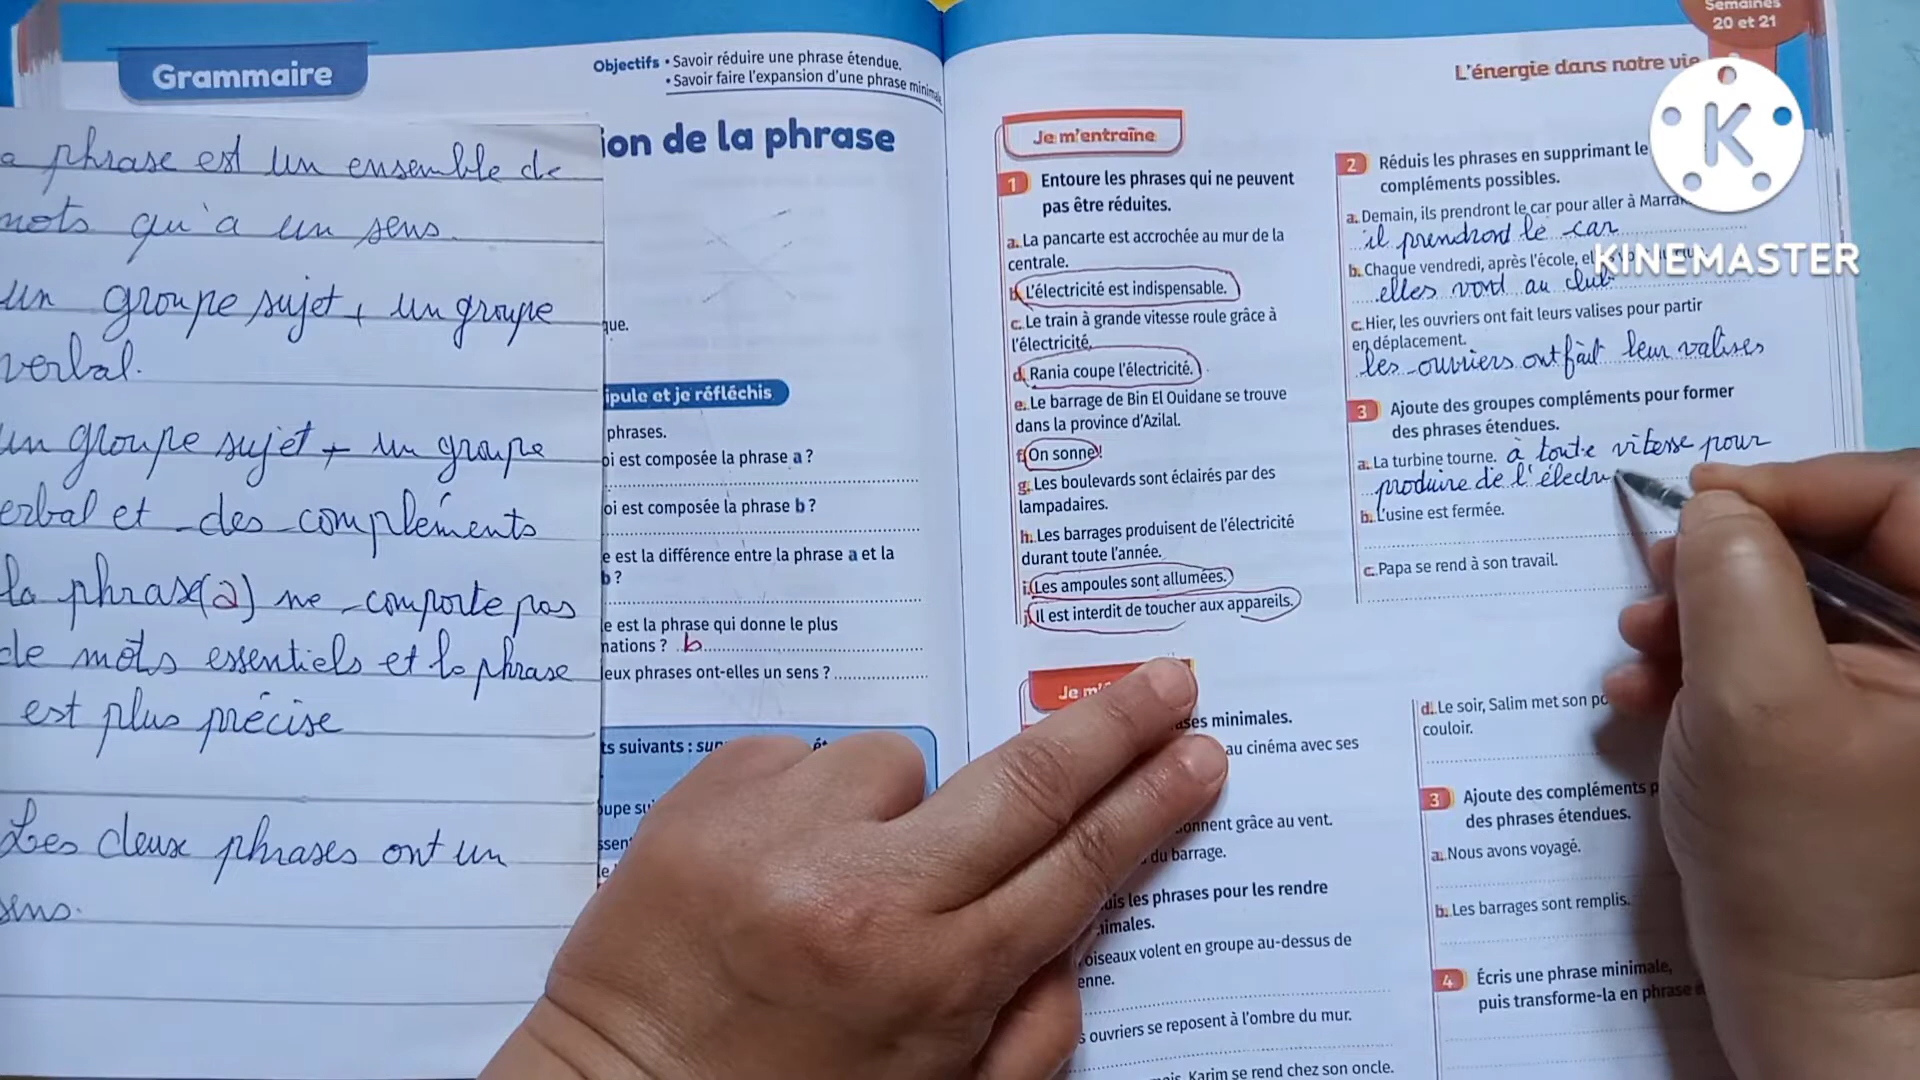 Grammaire
Objectifs • Savoir réduire une phrase étendue.
• Savoir faire l'expansion d'une phrase minimale
ion de la phrase
a phrase est un ensemble de
mots qu'a un sens.
un groupe sujet + un groupe
verbal.
un groupe sujet + un groupe
erbal et des compléments
la phrase(a) ne comporte pas
de mots essentiels et la phrase
est plus précise
Les deux phrases ont un
sens.
que.
ipule et je réfléchis
phrases.
oi est composée la phrase a ?
oi est composée la phrase b ?
e est la différence entre la phrase a et la
b ?
le est la phrase qui donne le plus
mations ? b
leux phrases ont-elles un sens ?
ts suivants :
Semaines
20 et 21
L'énergie dans notre vie
K
KINEMASTER
Je m'entraîne
1 Entoure les phrases qui ne peuvent
pas être réduites.
a. La pancarte est accrochée au mur de la
centrale.
b. L'électricité est indispensable.
c. Le train à grande vitesse roule grâce à
l'électricité.
d. Rania coupe l'électricité.
e. Le barrage de Bin El Ouidane se trouve
dans la province d'Azilal.
f. On sonne!
g. Les boulevards sont éclairés par des
lampadaires.
h. Les barrages produisent de l'électricité
durant toute l'année.
i. Les ampoules sont allumées.
j. Il est interdit de toucher aux appareils.
2 Réduis les phrases en supprimant le
compléments possibles.
a. Demain, ils prendront le car pour aller à
il prendront le car
b. Chaque vendredi, après l'école,
elles vont au club
c. Hier, les ouvriers ont fait leurs valises pour partir
en déplacement.
les ouvriers ont fait leur valises
3 Ajoute des groupes compléments pour former
des phrases étendues.
a. La turbine tourne. à toute vitesse pour
produire de l'électri
b. L'usine est fermée.
c. Papa se rend à son travail.
Je m'
ases minimales.
au cinéma avec ses
onnent grâce au vent.
du barrage.
uis les phrases pour les rendre
nimales.
oiseaux volent en groupe au-dessus de
enne.
s ouvriers se reposent à l'ombre du mur.
Karim se rend chez son oncle.
d. Le soir, Salim met son po
couloir.
3 Ajoute des compléments p
des phrases étendues.
a. Nous avons voyagé.
b. Les barrages sont remplis.
4 Écris une phrase minimale,
puis transforme-la en phrase